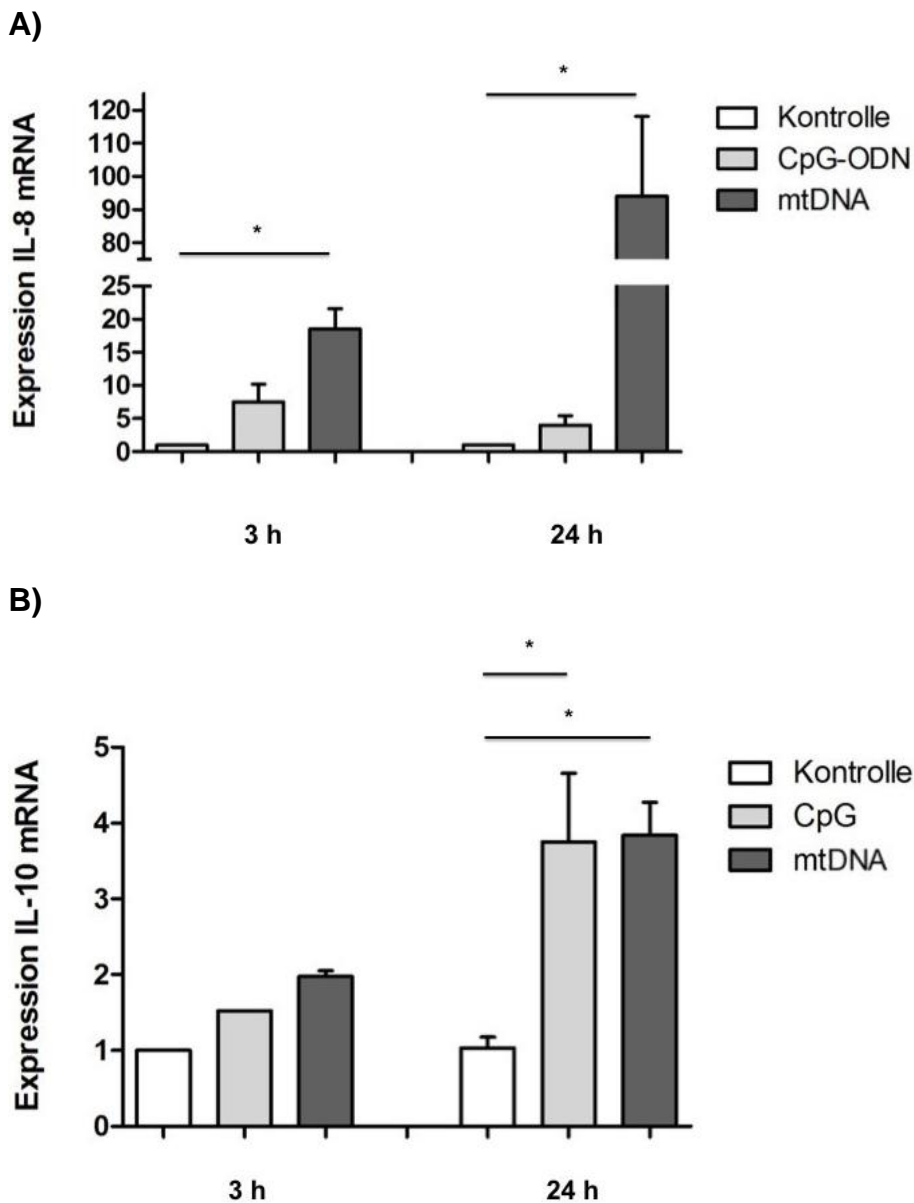 A)
*
*
Expression IL-8 mRNA
120
110
100
90
80
25
20
15
10
5
0
3 h
24 h
Kontrolle
CpG-ODN
mtDNA
B)
*
*
Expression IL-10 mRNA
5
4
3
2
1
0
3 h
24 h
Kontrolle
CpG
mtDNA